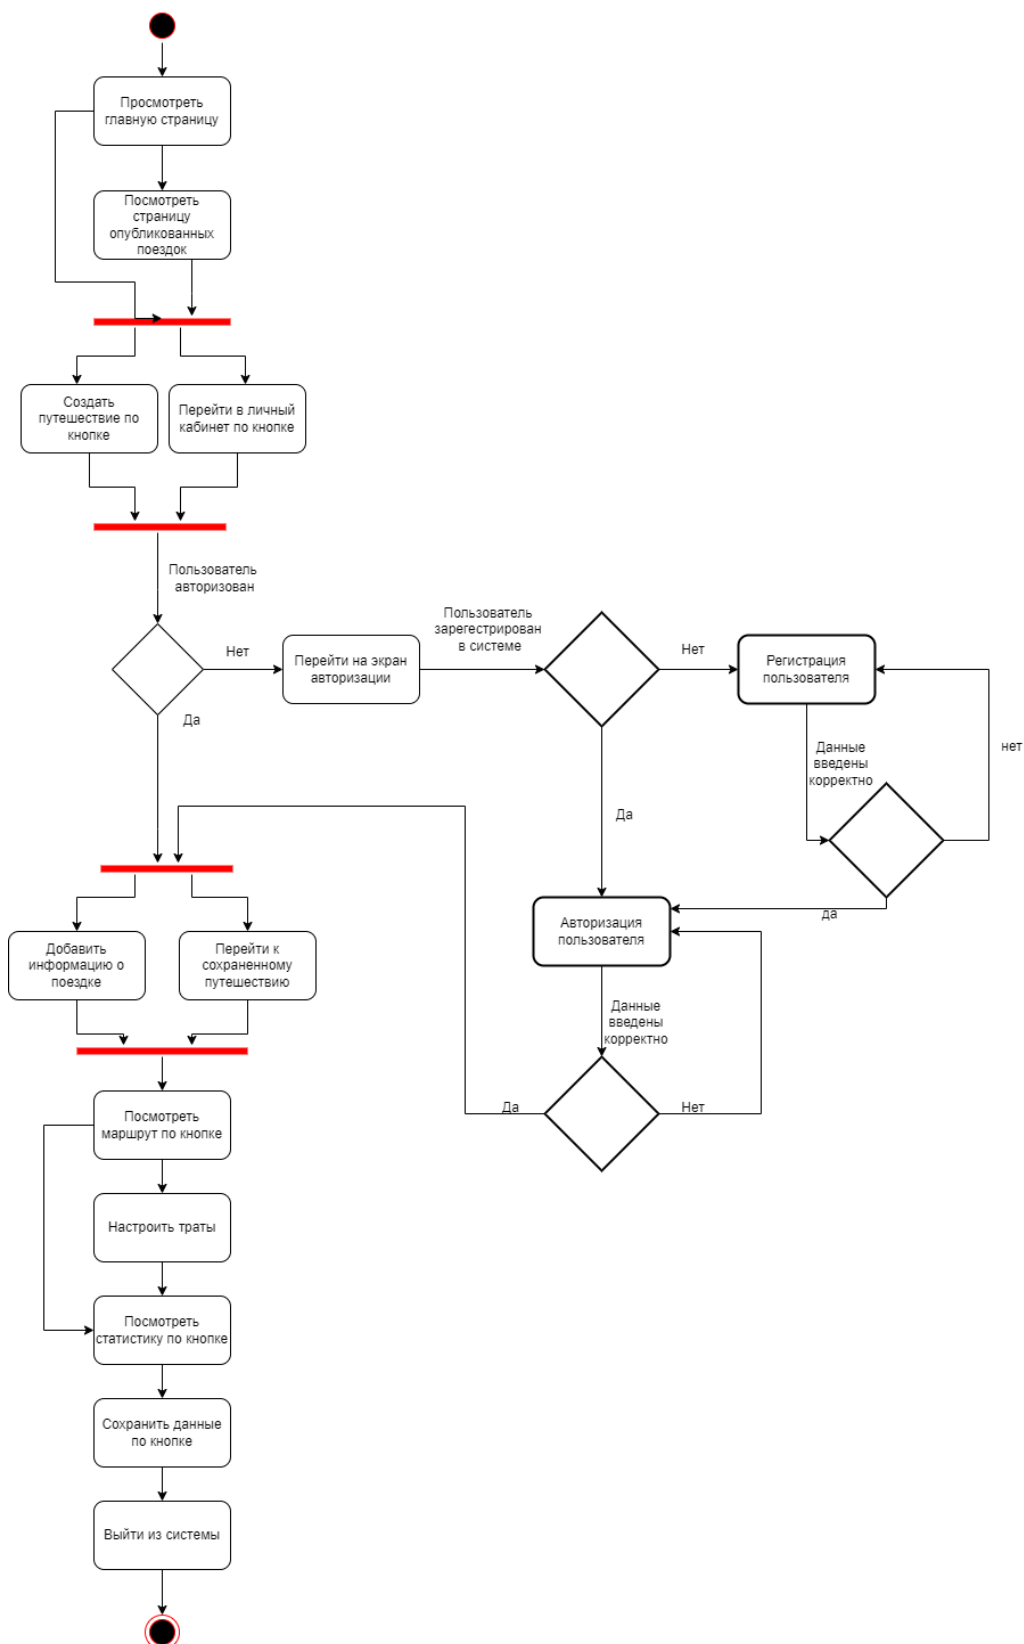 Просмотреть
главную страницу
Посмотреть
страницу
опубликованных
поездок
Создать
путешествие по
кнопке
Перейти в личный
кабинет по кнопке
Пользователь
авторизован
Нет
Да
Перейти на экран
авторизации
Пользователь
зарегестрирован
в системе
Нет
Регистрация
пользователя
Данные
введены
корректно
нет
да
Да
Авторизация
пользователя
Данные
введены
корректно
Да
Нет
Добавить
информацию о
поездке
Перейти к
сохраненному
путешествию
Посмотреть
маршрут по кнопке
Настроить траты
Посмотреть
статистику по кнопке
Сохранить данные
по кнопке
Выйти из системы